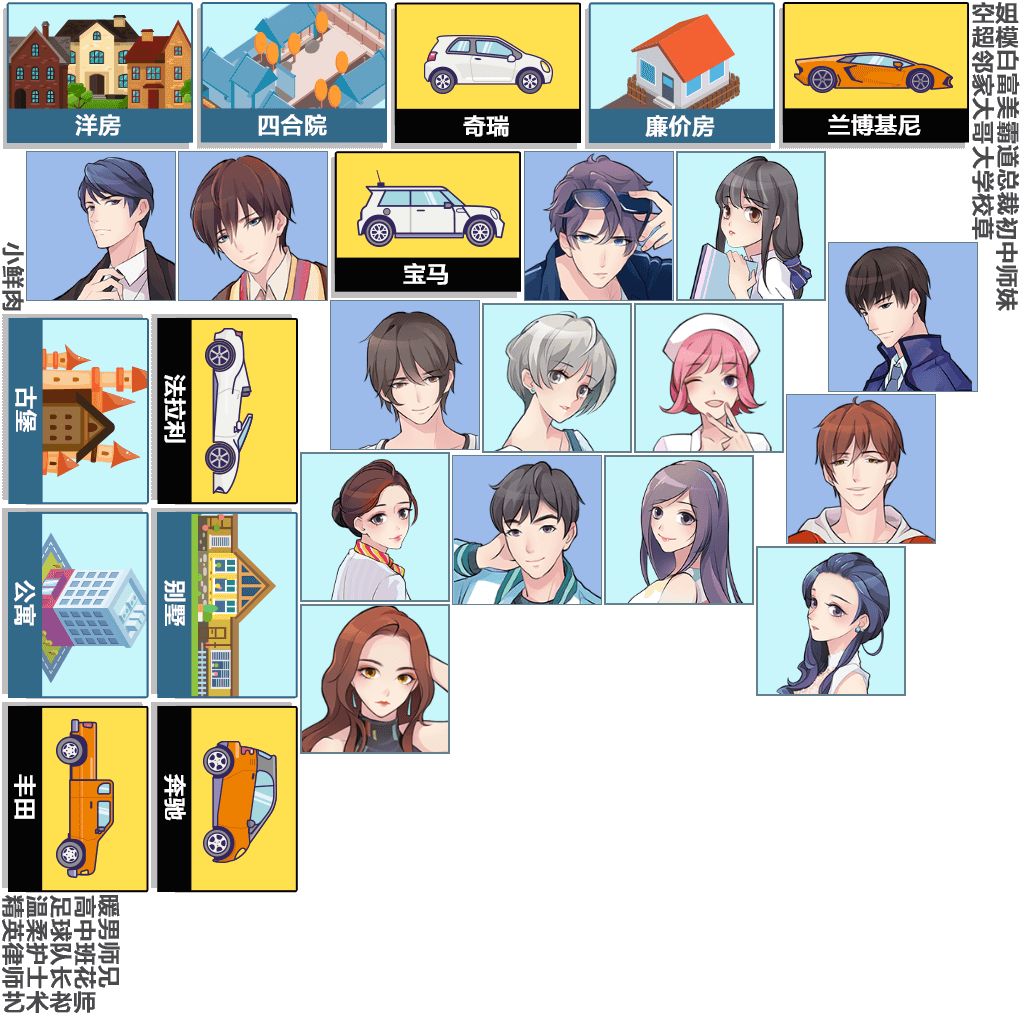 洋房
四合院
奇瑞
廉价房
兰博基尼
空姐
超模
白富美
霸道总裁
初中师妹
邻家大哥
大学校草
宝马
小鲜肉
古堡
法拉利
公寓
别墅
丰田
奔驰
暖男师兄
高中班花
足球队长
温柔护士
精英律师
艺术老师